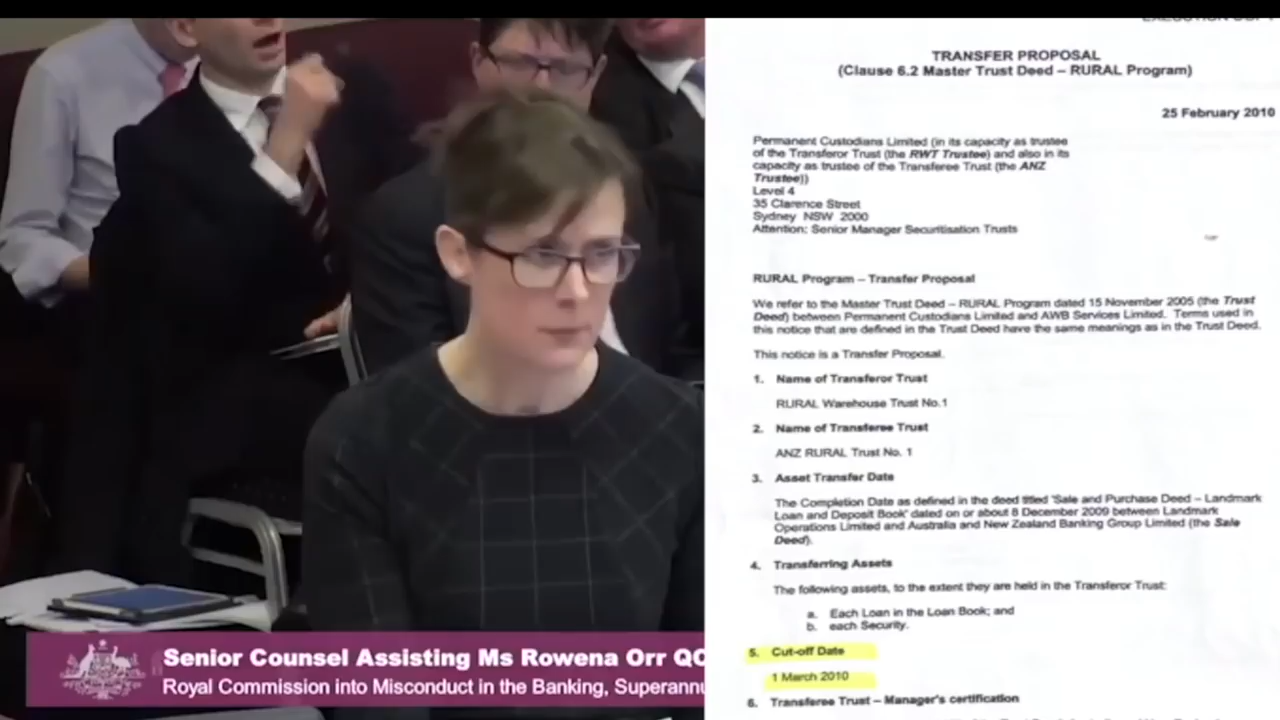 Senior Counsel Assisting Ms Rowena Orr QC
Royal Commission into Misconduct in the Banking, Superannu
TRANSFER PROPOSAL
(Clause 6.2 Master Trust Deed – RURAL Program)
25 February 2010
Permanent Custodians Limited (in its capacity as trustee
of the Transferor Trust (the RWT Trustee) and also in its
capacity as trustee of the Transferee Trust (the ANZ
Trustee))
Level 4
35 Clarence Street
Sydney NSW 2000
Attention: Senior Manager Securitisation Trusts
RURAL Program – Transfer Proposal
We refer to the Master Trust Deed – RURAL Program dated 15 November 2005 (the Trust
Deed) between Permanent Custodians Limited and AWB Services Limited. Terms used in
this notice that are defined in the Trust Deed have the same meanings as in the Trust Deed.
This notice is a Transfer Proposal.
1. Name of Transferor Trust
RURAL Warehouse Trust No.1
2. Name of Transferee Trust
ANZ RURAL Trust No. 1
3. Asset Transfer Date
The Completion Date as defined in the deed titled 'Sale and Purchase Deed – Landmark
Loan and Deposit Book' dated on or about 8 December 2009 between Landmark
Operations Limited and Australia and New Zealand Banking Group Limited (the Sale
Deed).
4. Transferring Assets
The following assets, to the extent they are held in the Transferor Trust:
a. Each Loan in the Loan Book; and
b. each Security.
5. Cut-off Date
1 March 2010
6. Transferee Trust – Manager's certification